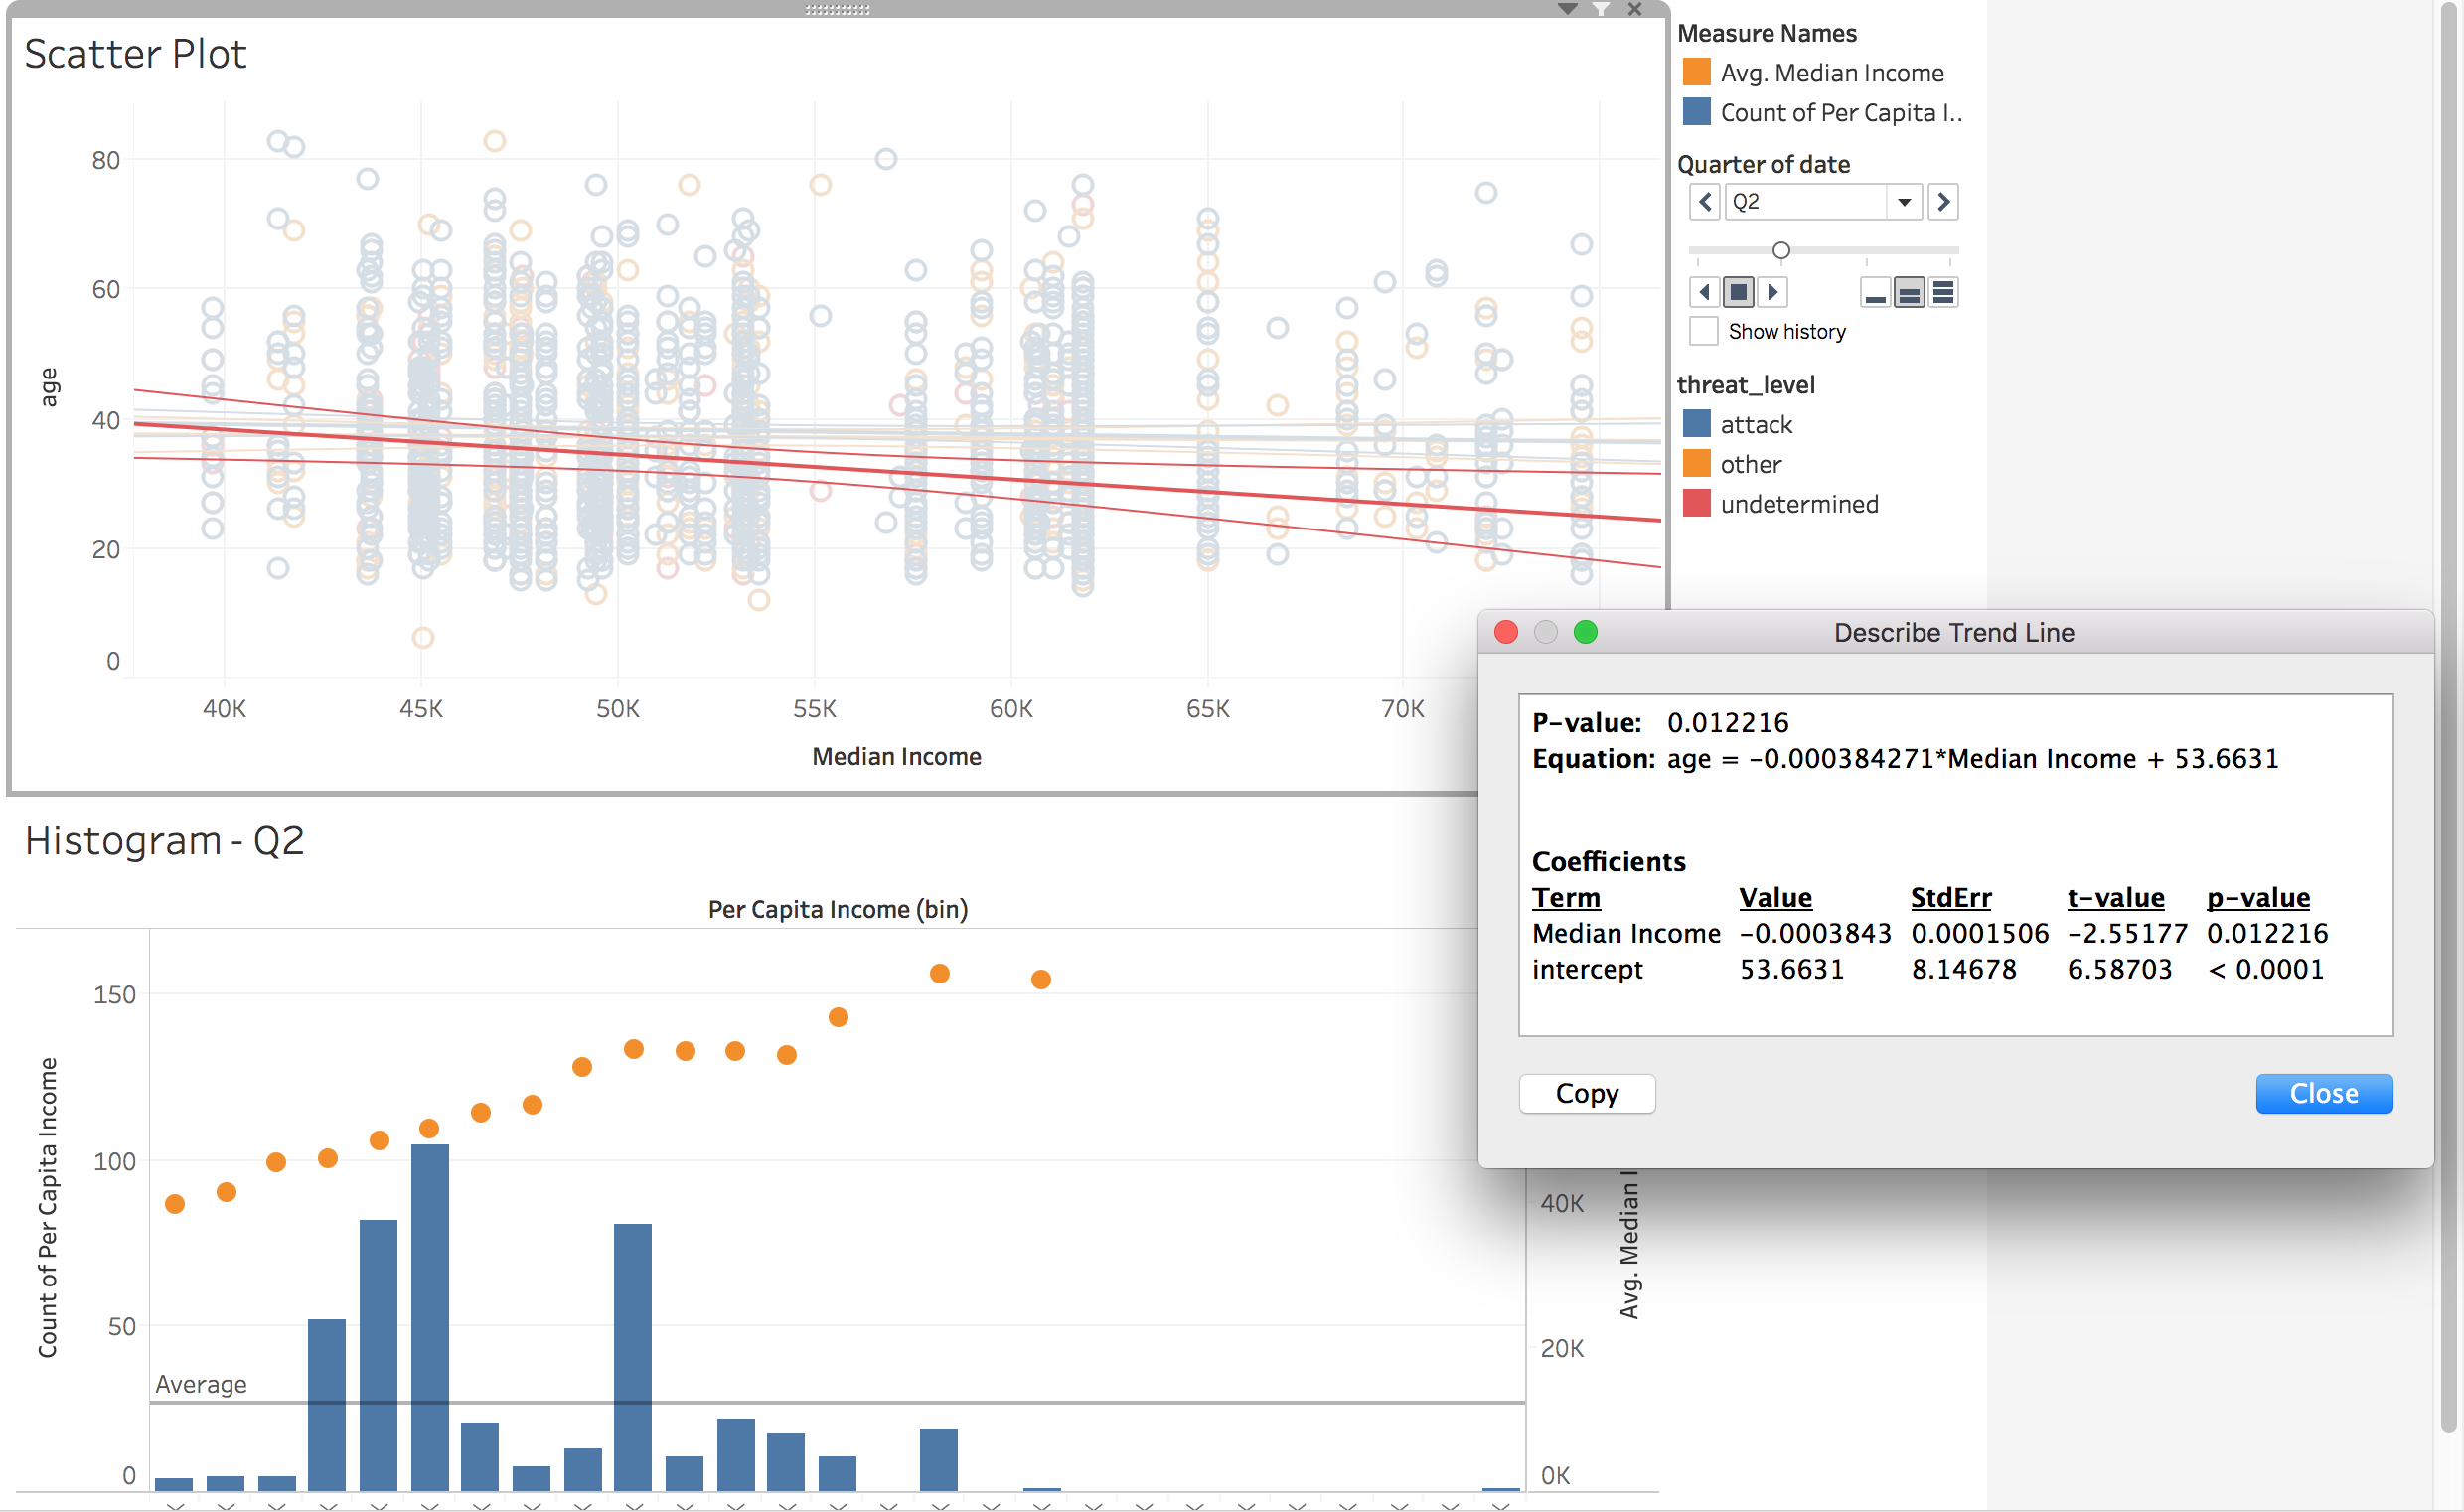 Scatter Plot
80
60
40
20
0
age
40K
45K
50K
55K
60K
65K
70K
Median Income
Measure Names
Avg. Median Income
Count of Per Capita I..
Quarter of date
Q2
Show history
threat_level
attack
other
undetermined
Describe Trend Line
P-value: 0.012216
Equation: age = -0.000384271*Median Income + 53.6631
Coefficients
Term Value StdErr t-value p-value
Median Income -0.0003843 0.0001506 -2.55177 0.012216
intercept 53.6631 8.14678 6.58703 < 0.0001
Copy
Close
Histogram - Q2
Per Capita Income (bin)
150
100
50
0
Count of Per Capita Income
Average
40K
20K
0K
Avg. Median